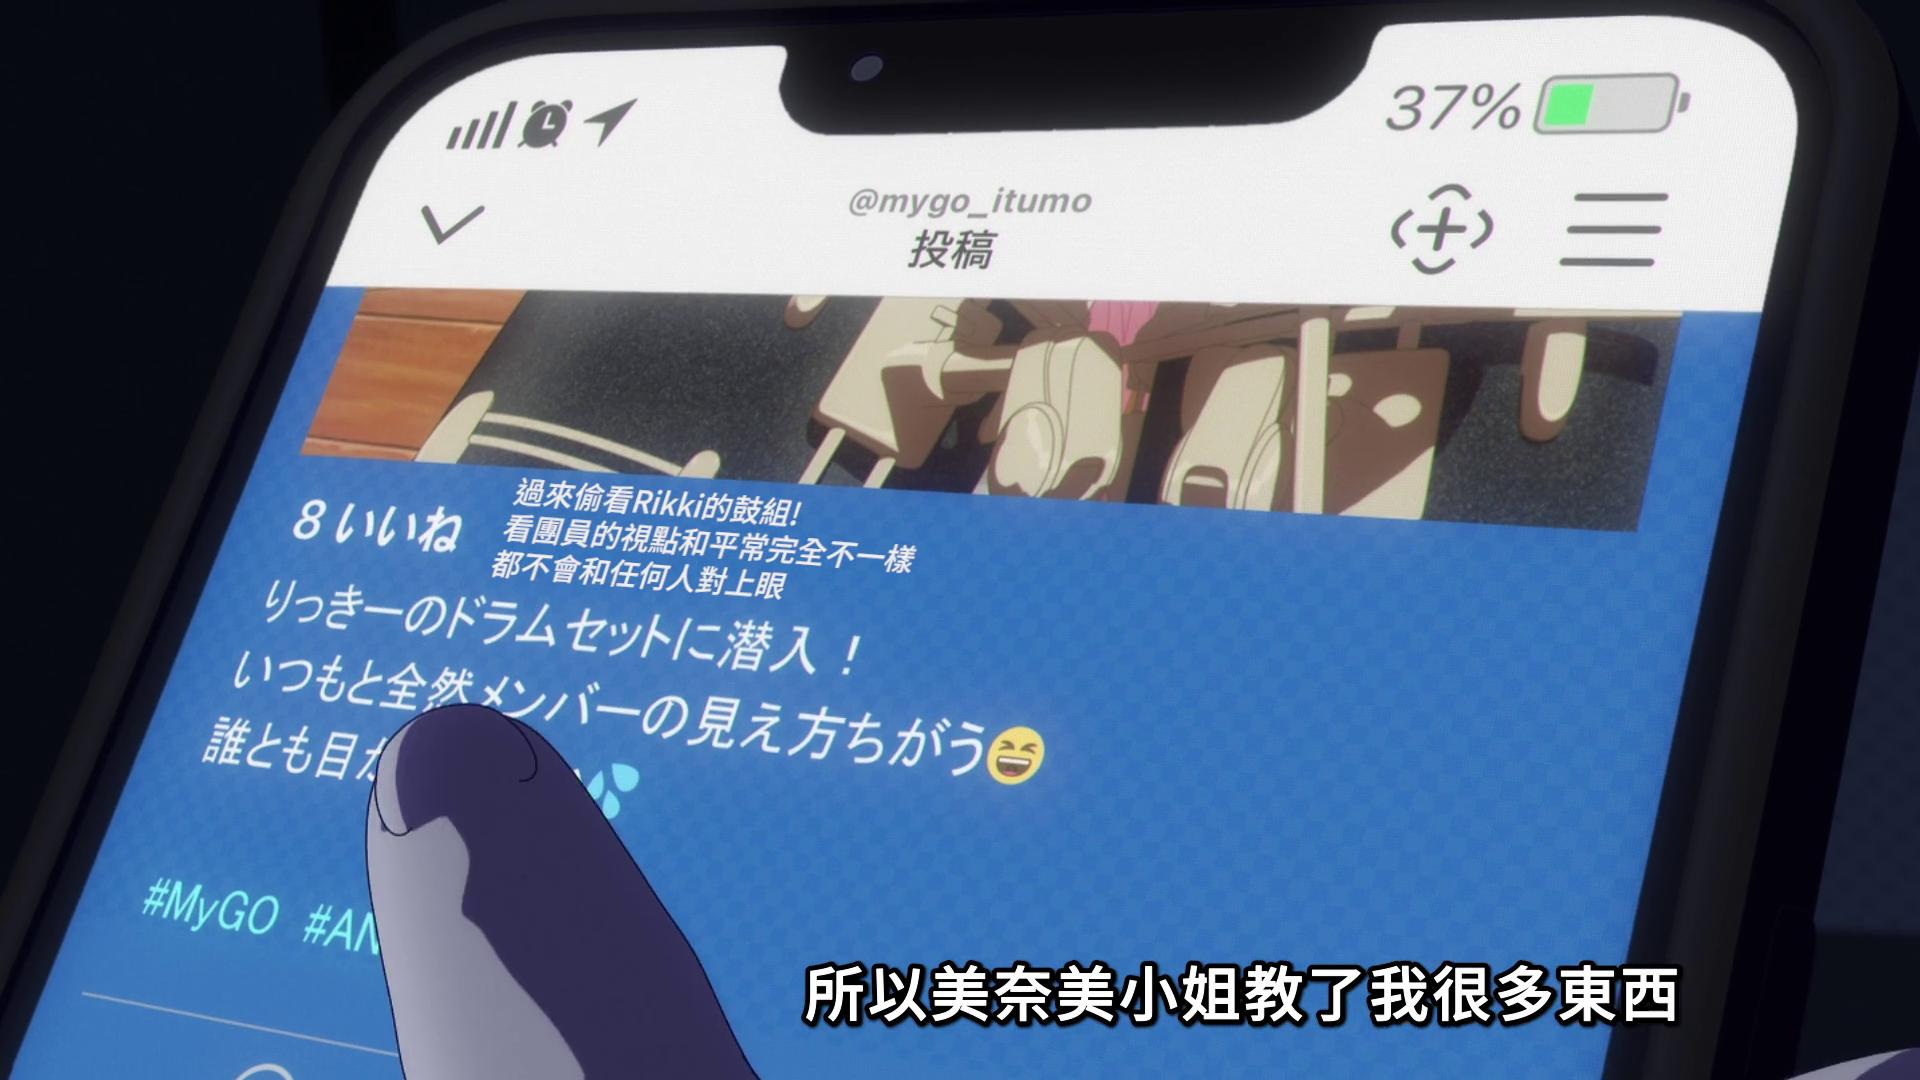 37%
@mygo_itumo
投稿
8 いいね
過來偷看Rikki的鼓組!
看團員的視點和平常完全不一樣
都不會和任何人對上眼
りっきーのドラムセットに潜入！
いつもと全然メンバーの見え方ちがう😆
誰とも目が💦
#MyGO #AN
所以美奈美小姐教了我很多東西